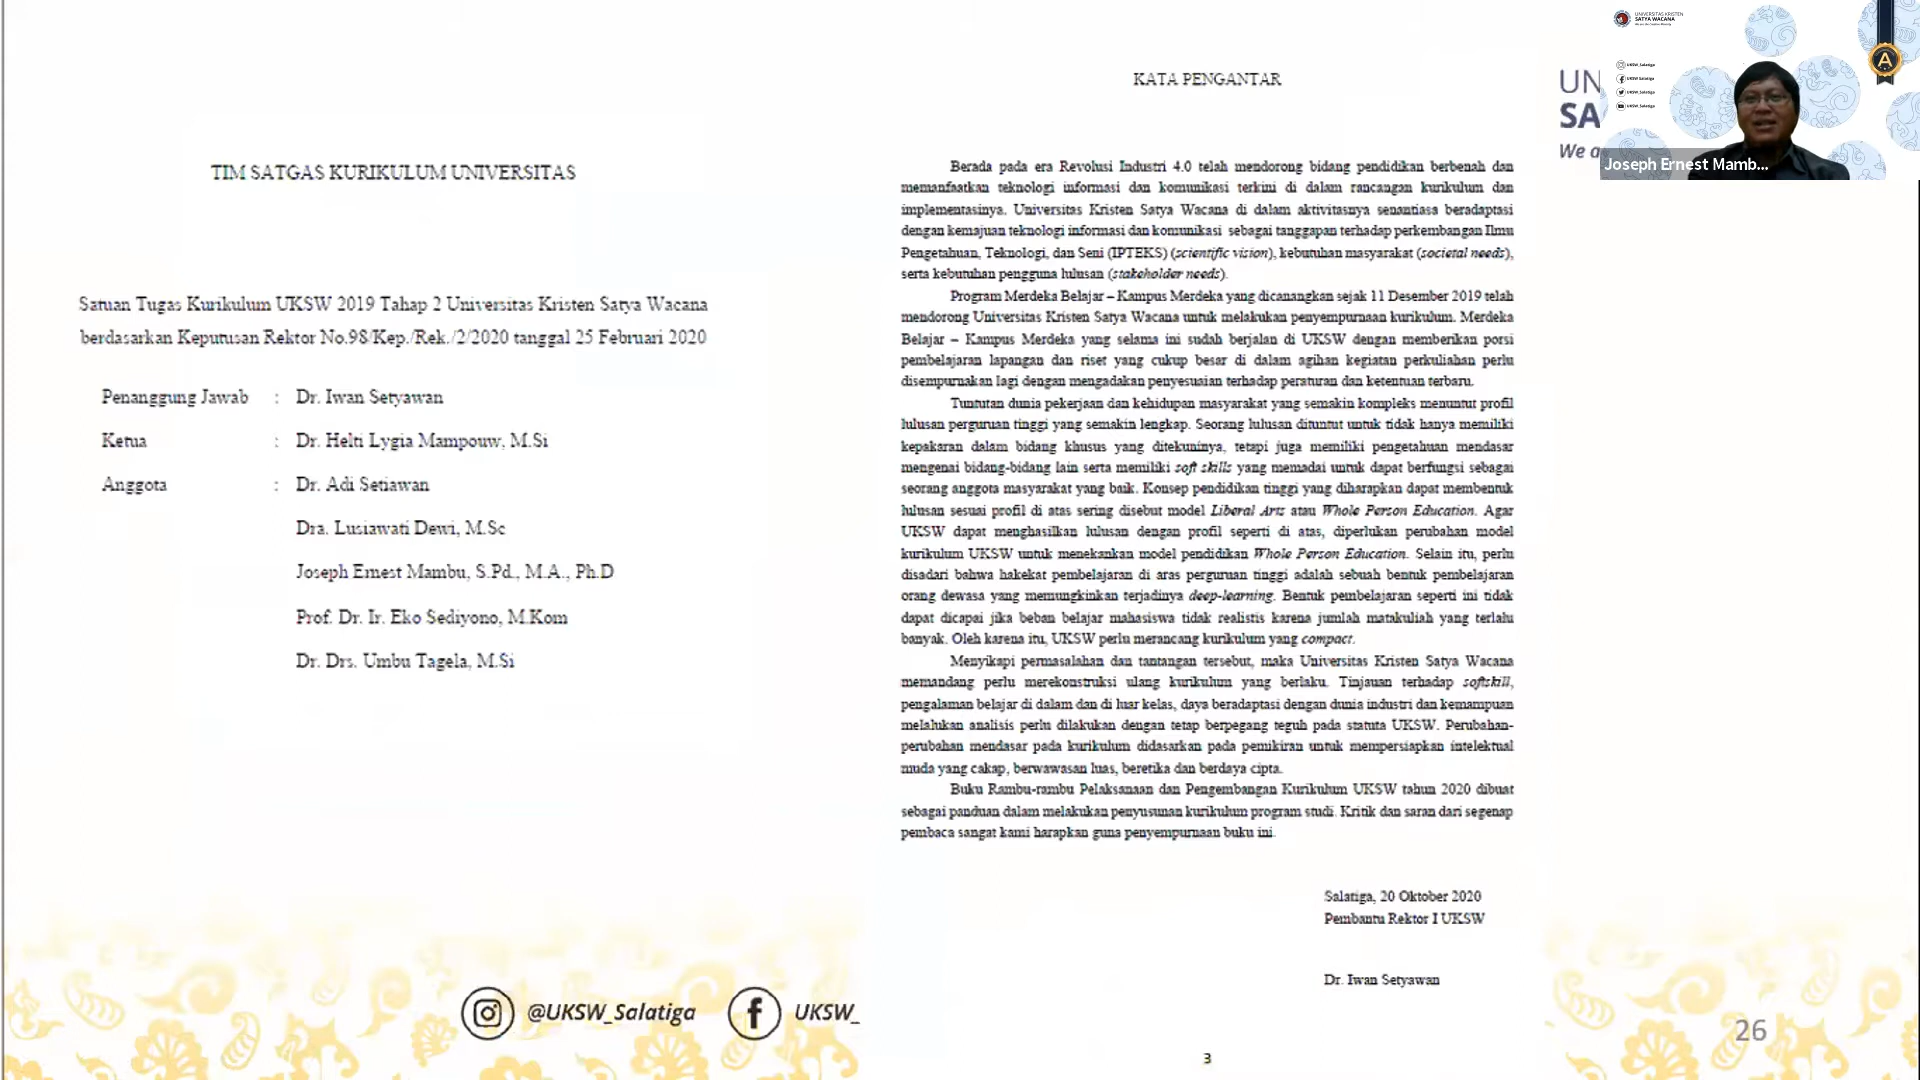 TIM SATGAS KURIKULUM UNIVERSITAS
Satuan Tugas Kurikulum UKSW 2019 Tahap 2 Universitas Kristen Satya Wacana
berdasarkan Keputusan Rektor No.98/Kep./Rek./2/2020 tanggal 25 Februari 2020
Penanggung Jawab : Dr. Iwan Setyawan
Ketua : Dr. Helti Lygia Mampouw, M.Si
Anggota : Dr. Adi Setiawan
Dra. Lusiawati Dewi, M.Sc
Joseph Ernest Mambu, S.Pd., M.A., Ph.D
Prof. Dr. Ir. Eko Sediyono, M.Kom
Dr. Drs. Umbu Tagela, M.Si
@UKSW_Salatiga
UKSW_
KATA PENGANTAR
Berada pada era Revolusi Industri 4.0 telah mendorong bidang pendidikan berbenah dan
memanfaatkan teknologi informasi dan komunikasi terkini di dalam rancangan kurikulum dan
implementasinya. Universitas Kristen Satya Wacana di dalam aktivitasnya senantiasa beradaptasi
dengan kemajuan teknologi informasi dan komunikasi sebagai tanggapan terhadap perkembangan Ilmu
Pengetahuan, Teknologi, dan Seni (IPTEKS) (scientific vision), kebutuhan masyarakat (societal needs),
serta kebutuhan pengguna lulusan (stakeholder needs).
Program Merdeka Belajar – Kampus Merdeka yang dicanangkan sejak 11 Desember 2019 telah
mendorong Universitas Kristen Satya Wacana untuk melakukan penyempurnaan kurikulum. Merdeka
Belajar – Kampus Merdeka yang selama ini sudah berjalan di UKSW dengan memberikan porsi
pembelajaran lapangan dan riset yang cukup besar di dalam agihan kegiatan perkuliahan perlu
disempurnakan lagi dengan mengadakan penyesuaian terhadap peraturan dan ketentuan terbaru.
Tuntutan dunia pekerjaan dan kehidupan masyarakat yang semakin kompleks menuntut profil
lulusan perguruan tinggi yang semakin lengkap. Seorang lulusan dituntut untuk tidak hanya memiliki
kepakaran dalam bidang khusus yang ditekuninya, tetapi juga memiliki pengetahuan mendasar
mengenai bidang-bidang lain serta memiliki soft skills yang memadai untuk dapat berfungsi sebagai
seorang anggota masyarakat yang baik. Konsep pendidikan tinggi yang diharapkan dapat membentuk
lulusan sesuai profil di atas sering disebut model Liberal Arts atau Whole Person Education. Agar
UKSW dapat menghasilkan lulusan dengan profil seperti di atas, diperlukan perubahan model
kurikulum UKSW untuk menekankan model pendidikan Whole Person Education. Selain itu, perlu
disadari bahwa hakekat pembelajaran di aras perguruan tinggi adalah sebuah bentuk pembelajaran
orang dewasa yang memungkinkan terjadinya deep-learning. Bentuk pembelajaran seperti ini tidak
dapat dicapai jika beban belajar mahasiswa tidak realistis karena jumlah matakuliah yang terlalu
banyak. Oleh karena itu, UKSW perlu merancang kurikulum yang compact.
Menyikapi permasalahan dan tantangan tersebut, maka Universitas Kristen Satya Wacana
memandang perlu merekonstruksi ulang kurikulum yang berlaku. Tinjauan terhadap softskill,
pengalaman belajar di dalam dan di luar kelas, daya beradaptasi dengan dunia industri dan kemampuan
melalukan analisis perlu dilakukan dengan tetap berpegang teguh pada statuta UKSW. Perubahan-
perubahan mendasar pada kurikulum didasarkan pada pemikiran untuk mempersiapkan intelektual
muda yang cakap, berwawasan luas, beretika dan berdaya cipta.
Buku Rambu-rambu Pelaksanaan dan Pengembangan Kurikulum UKSW tahun 2020 dibuat
sebagai panduan dalam melakukan penyusunan kurikulum program studi. Kritik dan saran dari segenap
pembaca sangat kami harapkan guna penyempurnaan buku ini.
Salatiga, 20 Oktober 2020
Pembantu Rektor I UKSW
Dr. Iwan Setyawan
3
26
UN
SA
We a
UNIVERSITAS KRISTEN
SATYA WACANA
UKSW_Salatiga
UKSW Salatiga
UKSW_Salatiga
UKSW_Salatiga
A
Joseph Ernest Mamb...